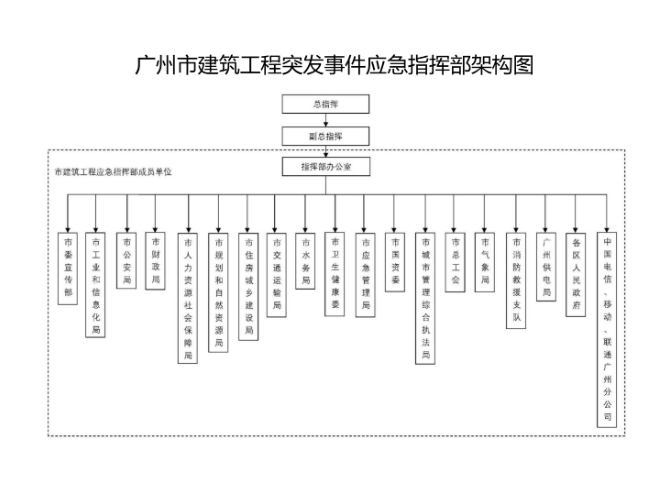 广州市建筑工程突发事件应急指挥部架构图
总指挥
副总指挥
指挥部办公室
市建筑工程应急指挥部成员单位
市委宣传部
市工业和信息化局
市公安局
市财政局
市人力资源社会保障局
市规划和自然资源局
市住房城乡建设局
市交通运输局
市水务局
市卫生健康委
市应急管理局
市国资委
市城市管理综合执法局
市总工会
市气象局
市消防救援支队
广州供电局
各区人民政府
中国电信、移动、联通广州分公司